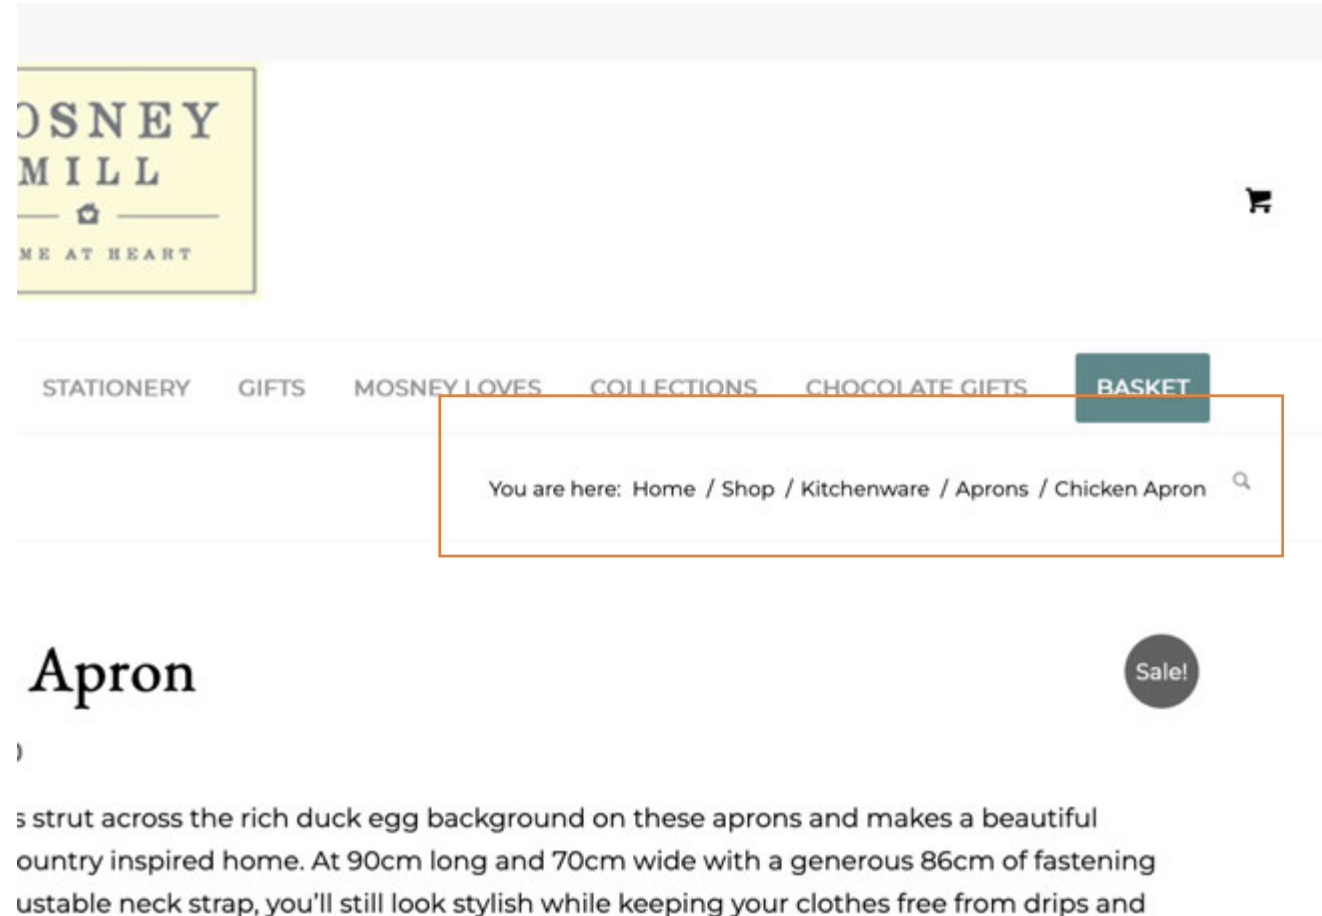 OSNEY
MILL
ME AT HEART
STATIONERY GIFTS MOSNEY LOVES COLLECTIONS CHOCOLATE GIFTS BASKET
You are here: Home / Shop / Kitchenware / Aprons / Chicken Apron
Apron
Sale!
s strut across the rich duck egg background on these aprons and makes a beautiful
ountry inspired home. At 90cm long and 70cm wide with a generous 86cm of fastening
ustable neck strap, you'll still look stylish while keeping your clothes free from drips and